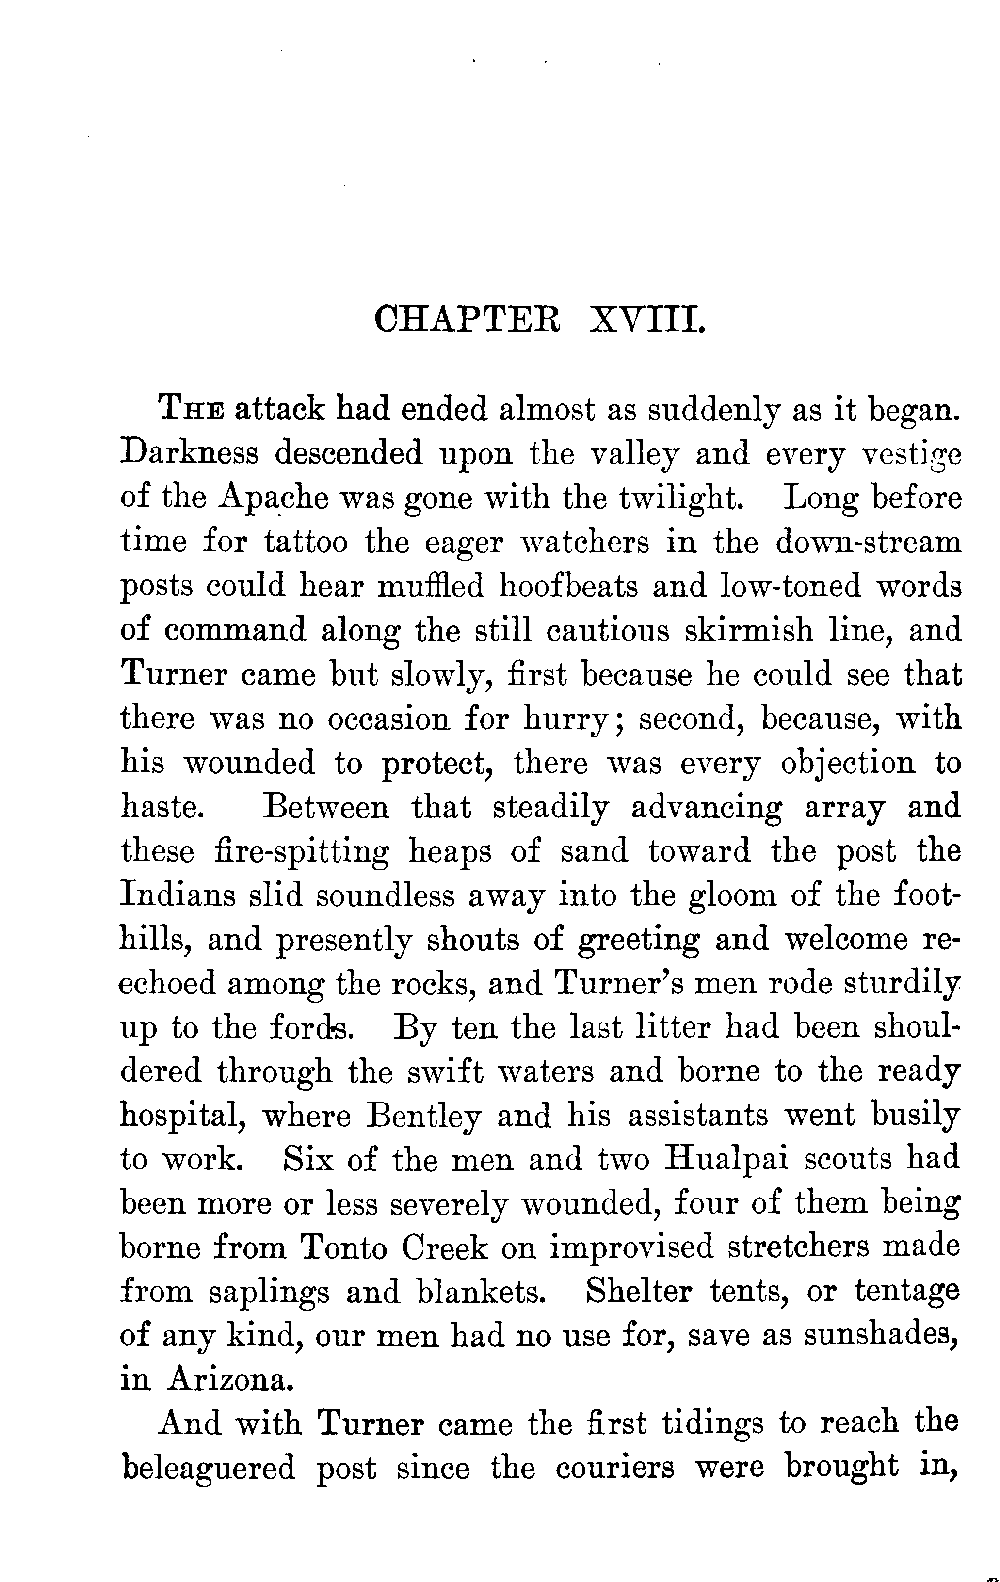 CHAPTER XVIII.
THE attack had ended almost as suddenly as it began.
Darkness descended upon the valley and every vestige
of the Apache was gone with the twilight. Long before
time for tattoo the eager watchers in the down-stream
posts could hear muffled hoofbeats and low-toned words
of command along the still cautious skirmish line, and
Turner came but slowly, first because he could see that
there was no occasion for hurry; second, because, with
his wounded to protect, there was every objection to
haste. Between that steadily advancing array and
these fire-spitting heaps of sand toward the post the
Indians slid soundless away into the gloom of the foot-
hills, and presently shouts of greeting and welcome re-
echoed among the rocks, and Turner's men rode sturdily
up to the fords. By ten the last litter had been shoul-
dered through the swift waters and borne to the ready
hospital, where Bentley and his assistants went busily
to work. Six of the men and two Hualpai scouts had
been more or less severely wounded, four of them being
borne from Tonto Creek on improvised stretchers made
from saplings and blankets. Shelter tents, or tentage
of any kind, our men had no use for, save as sunshades,
in Arizona.
And with Turner came the first tidings to reach the
beleaguered post since the couriers were brought in,